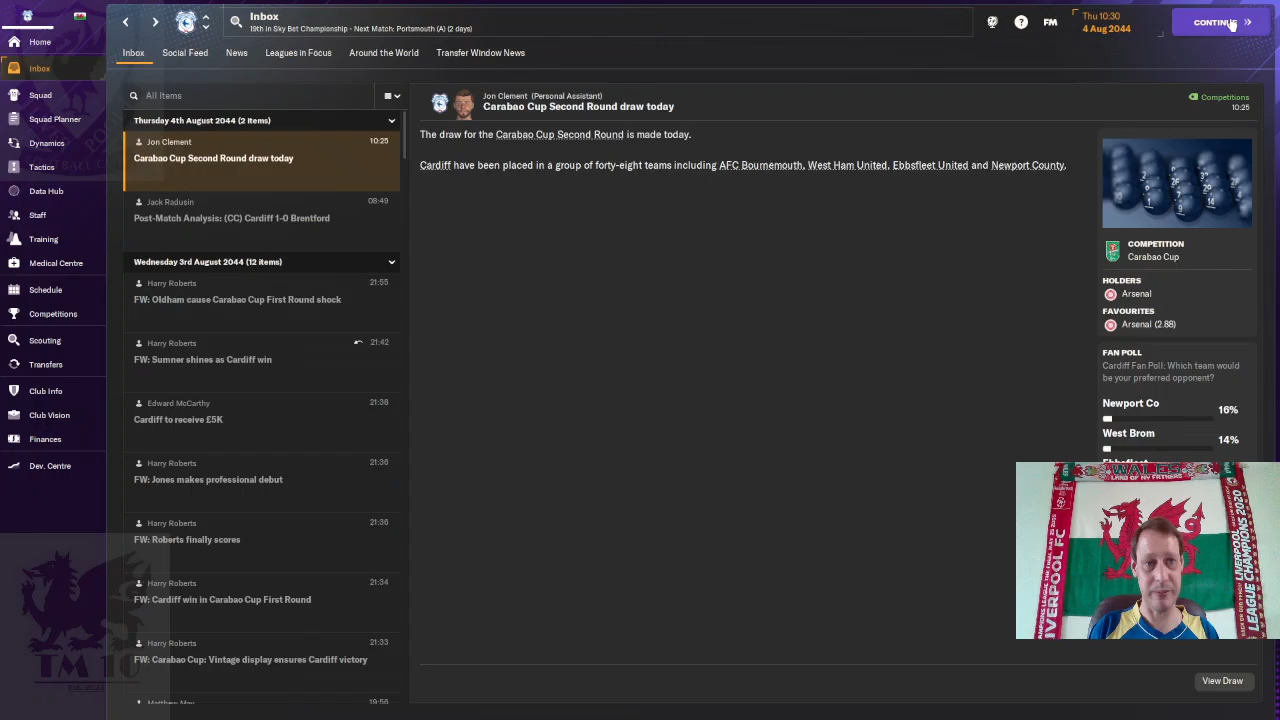 Inbox
19th in Sky Bet Championship - Next Match: Portsmouth (A) (2 days)
FM
Thu 10:30
4 Aug 2044
CONTINUE
Inbox
Social Feed
News
Leagues in Focus
Around the World
Transfer Window News
Home
Inbox
Squad
Squad Planner
Dynamics
Tactics
Data Hub
Staff
Training
Medical Centre
Schedule
Competitions
Scouting
Transfers
Club Info
Club Vision
Finances
Dev. Centre
TM 10
All Items
Thursday 4th August 2044 (2 items)
Jon Clement
10:25
Carabao Cup Second Round draw today
Jack Radusin
08:49
Post-Match Analysis: (CC) Cardiff 1-0 Brentford
Wednesday 3rd August 2044 (12 items)
Harry Roberts
21:55
FW: Oldham cause Carabao Cup First Round shock
Harry Roberts
21:42
FW: Sumner shines as Cardiff win
Edward McCarthy
21:38
Cardiff to receive £5K
Harry Roberts
21:36
FW: Jones makes professional debut
Harry Roberts
21:36
FW: Roberts finally scores
Harry Roberts
21:34
FW: Cardiff win in Carabao Cup First Round
Harry Roberts
21:33
FW: Carabao Cup: Vintage display ensures Cardiff victory
Matthew May
19:56
Jon Clement (Personal Assistant)
Carabao Cup Second Round draw today
Competitions
10:25
The draw for the Carabao Cup Second Round is made today.
Cardiff have been placed in a group of forty-eight teams including AFC Bournemouth, West Ham United, Ebbsfleet United and Newport County.
COMPETITION
Carabao Cup
HOLDERS
Arsenal
FAVOURITES
Arsenal (2.88)
FAN POLL
Cardiff Fan Poll: Which team would
be your preferred opponent?
Newport Co
16%
West Brom
14%
Ebbsfleet
WALES
LAND OF MY FATHERS
LIVERPOOL FC
LIVERPOOL
LEAGUE CHAMPIONS 2020
View Draw